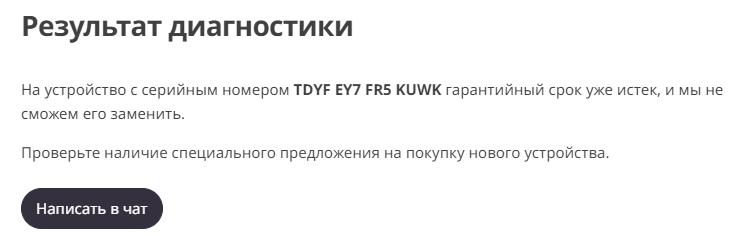 Результат диагностики
На устройство с серийным номером TDYF EY7 FR5 KUWK гарантийный срок уже истек, и мы не
сможем его заменить.
Проверьте наличие специального предложения на покупку нового устройства.
Написать в чат